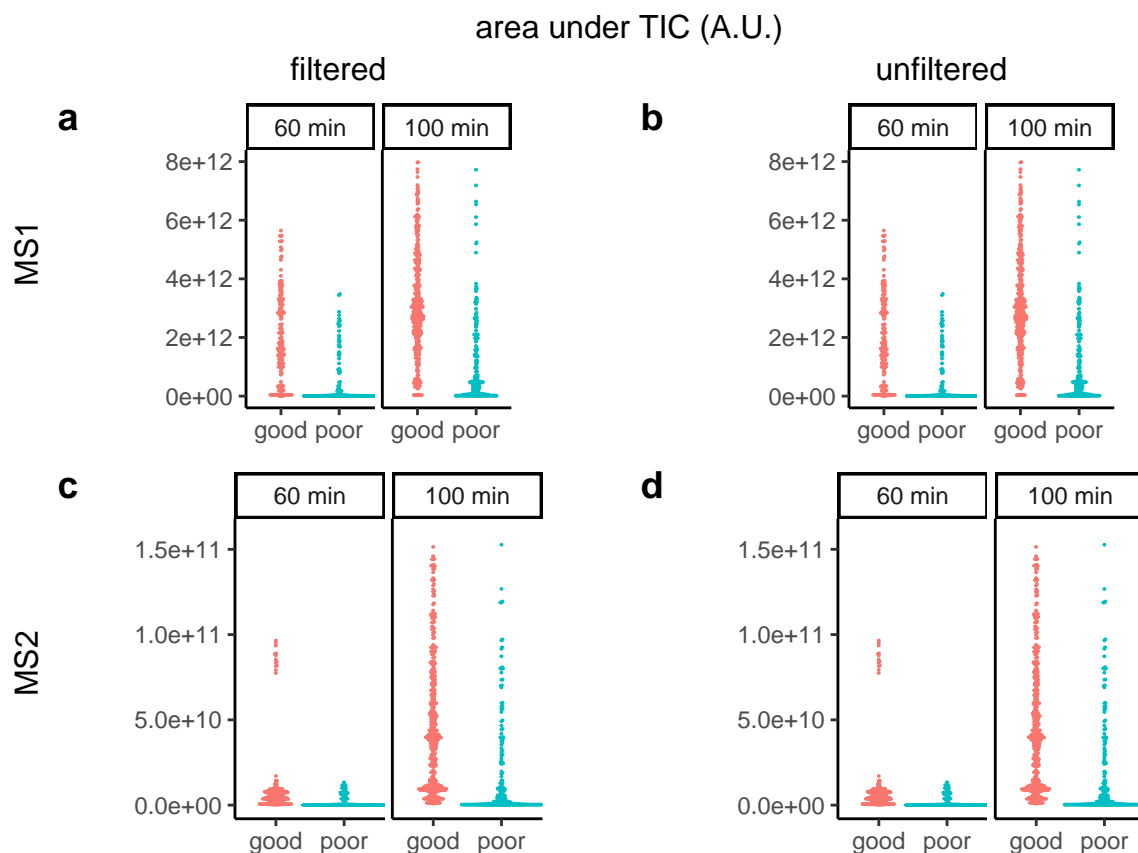 area under TIC (A.U.)
filtered
unfiltered
a
b
60 min
100 min
60 min
100 min
MS1
8e+12
6e+12
4e+12
2e+12
0e+00
good poor
good poor
8e+12
6e+12
4e+12
2e+12
0e+00
good poor
good poor
c
d
60 min
100 min
60 min
100 min
MS2
1.5e+11
1.0e+11
5.0e+10
0.0e+00
good poor
good poor
1.5e+11
1.0e+11
5.0e+10
0.0e+00
good poor
good poor